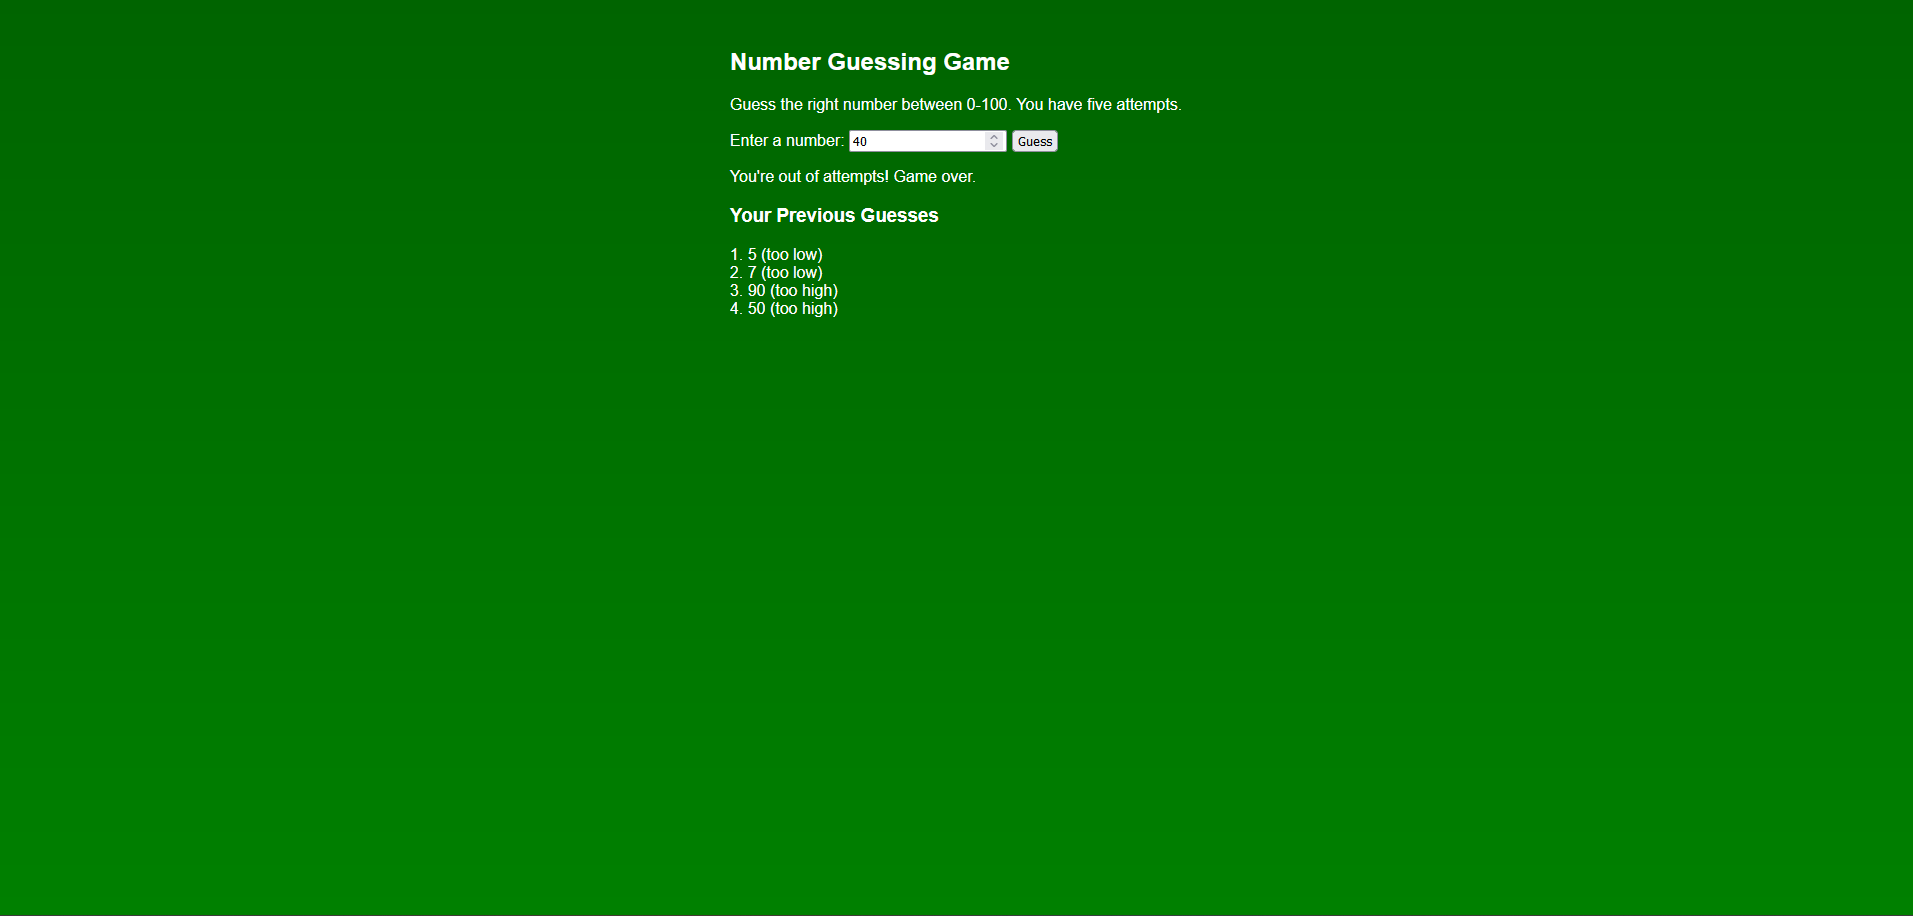 Number Guessing Game
Guess the right number between 0-100. You have five attempts.
Enter a number: 40 Guess
You're out of attempts! Game over.
Your Previous Guesses
1. 5 (too low)
2. 7 (too low)
3. 90 (too high)
4. 50 (too high)